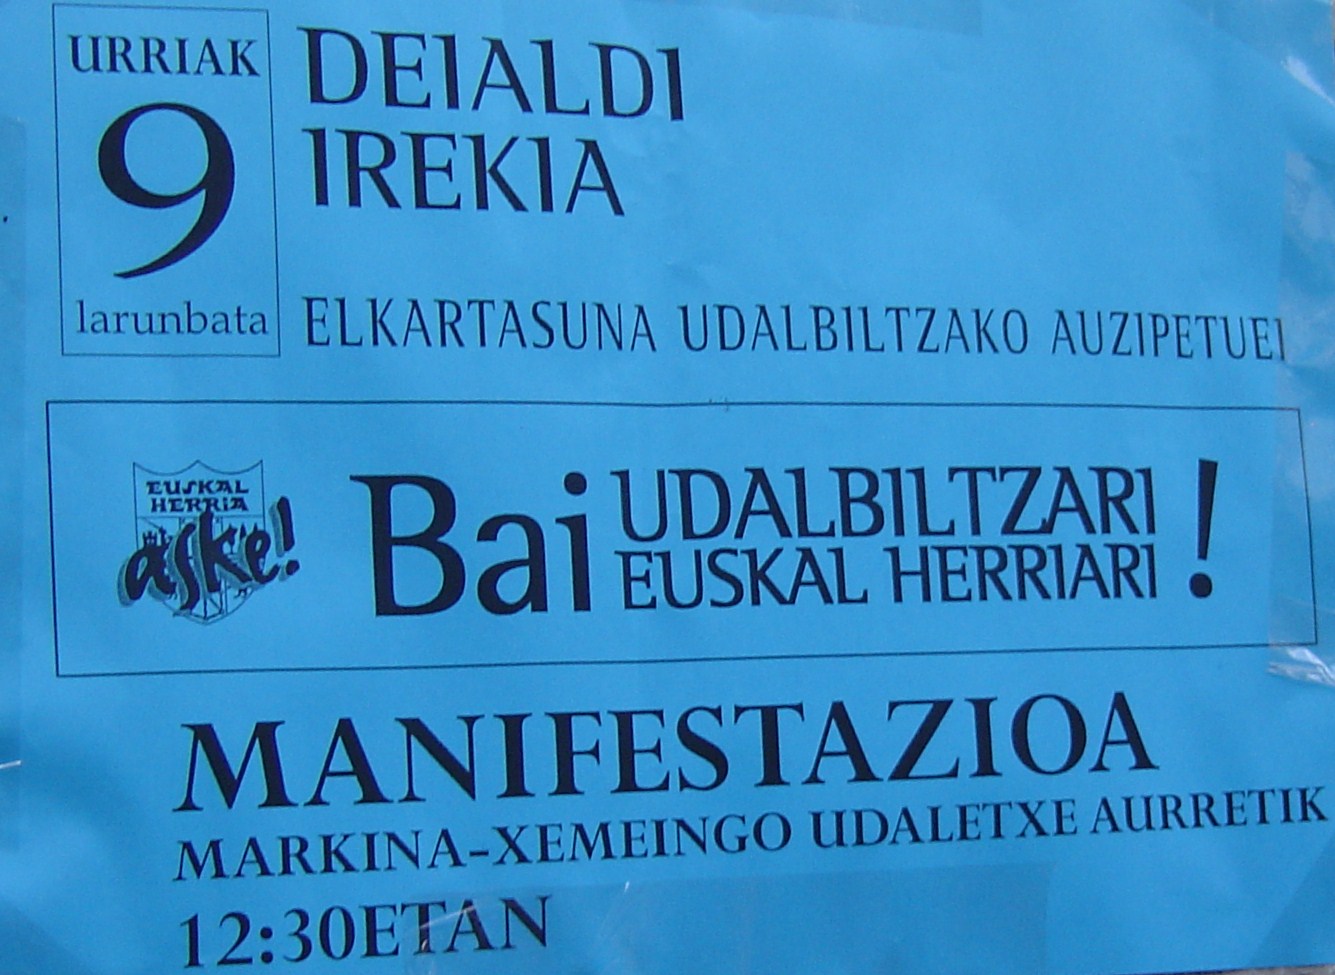 URRIAK
9
larunbata
DEIALDI
IREKIA
ELKARTASUNA UDALBILTZAKO AUZIPETUEI
EUSKAL
HERRIA
aske!
Bai UDALBILTZARI
EUSKAL HERRIARI !
MANIFESTAZIOA
MARKINA-XEMEINGO UDALETXE AURRETIK
12:30ETAN